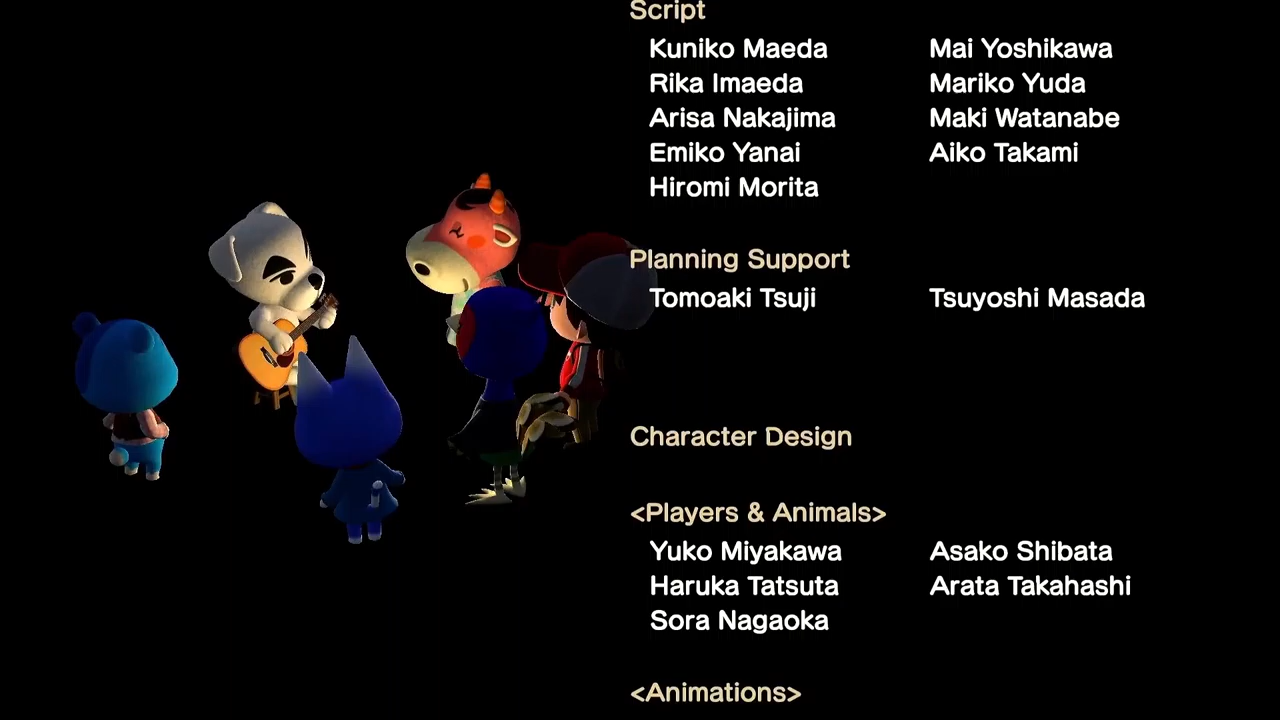 Script
Kuniko Maeda Mai Yoshikawa
Rika Imaeda Mariko Yuda
Arisa Nakajima Maki Watanabe
Emiko Yanai Aiko Takami
Hiromi Morita
Planning Support
Tomoaki Tsuji Tsuyoshi Masada
Character Design
<Players & Animals>
Yuko Miyakawa Asako Shibata
Haruka Tatsuta Arata Takahashi
Sora Nagaoka
<Animations>